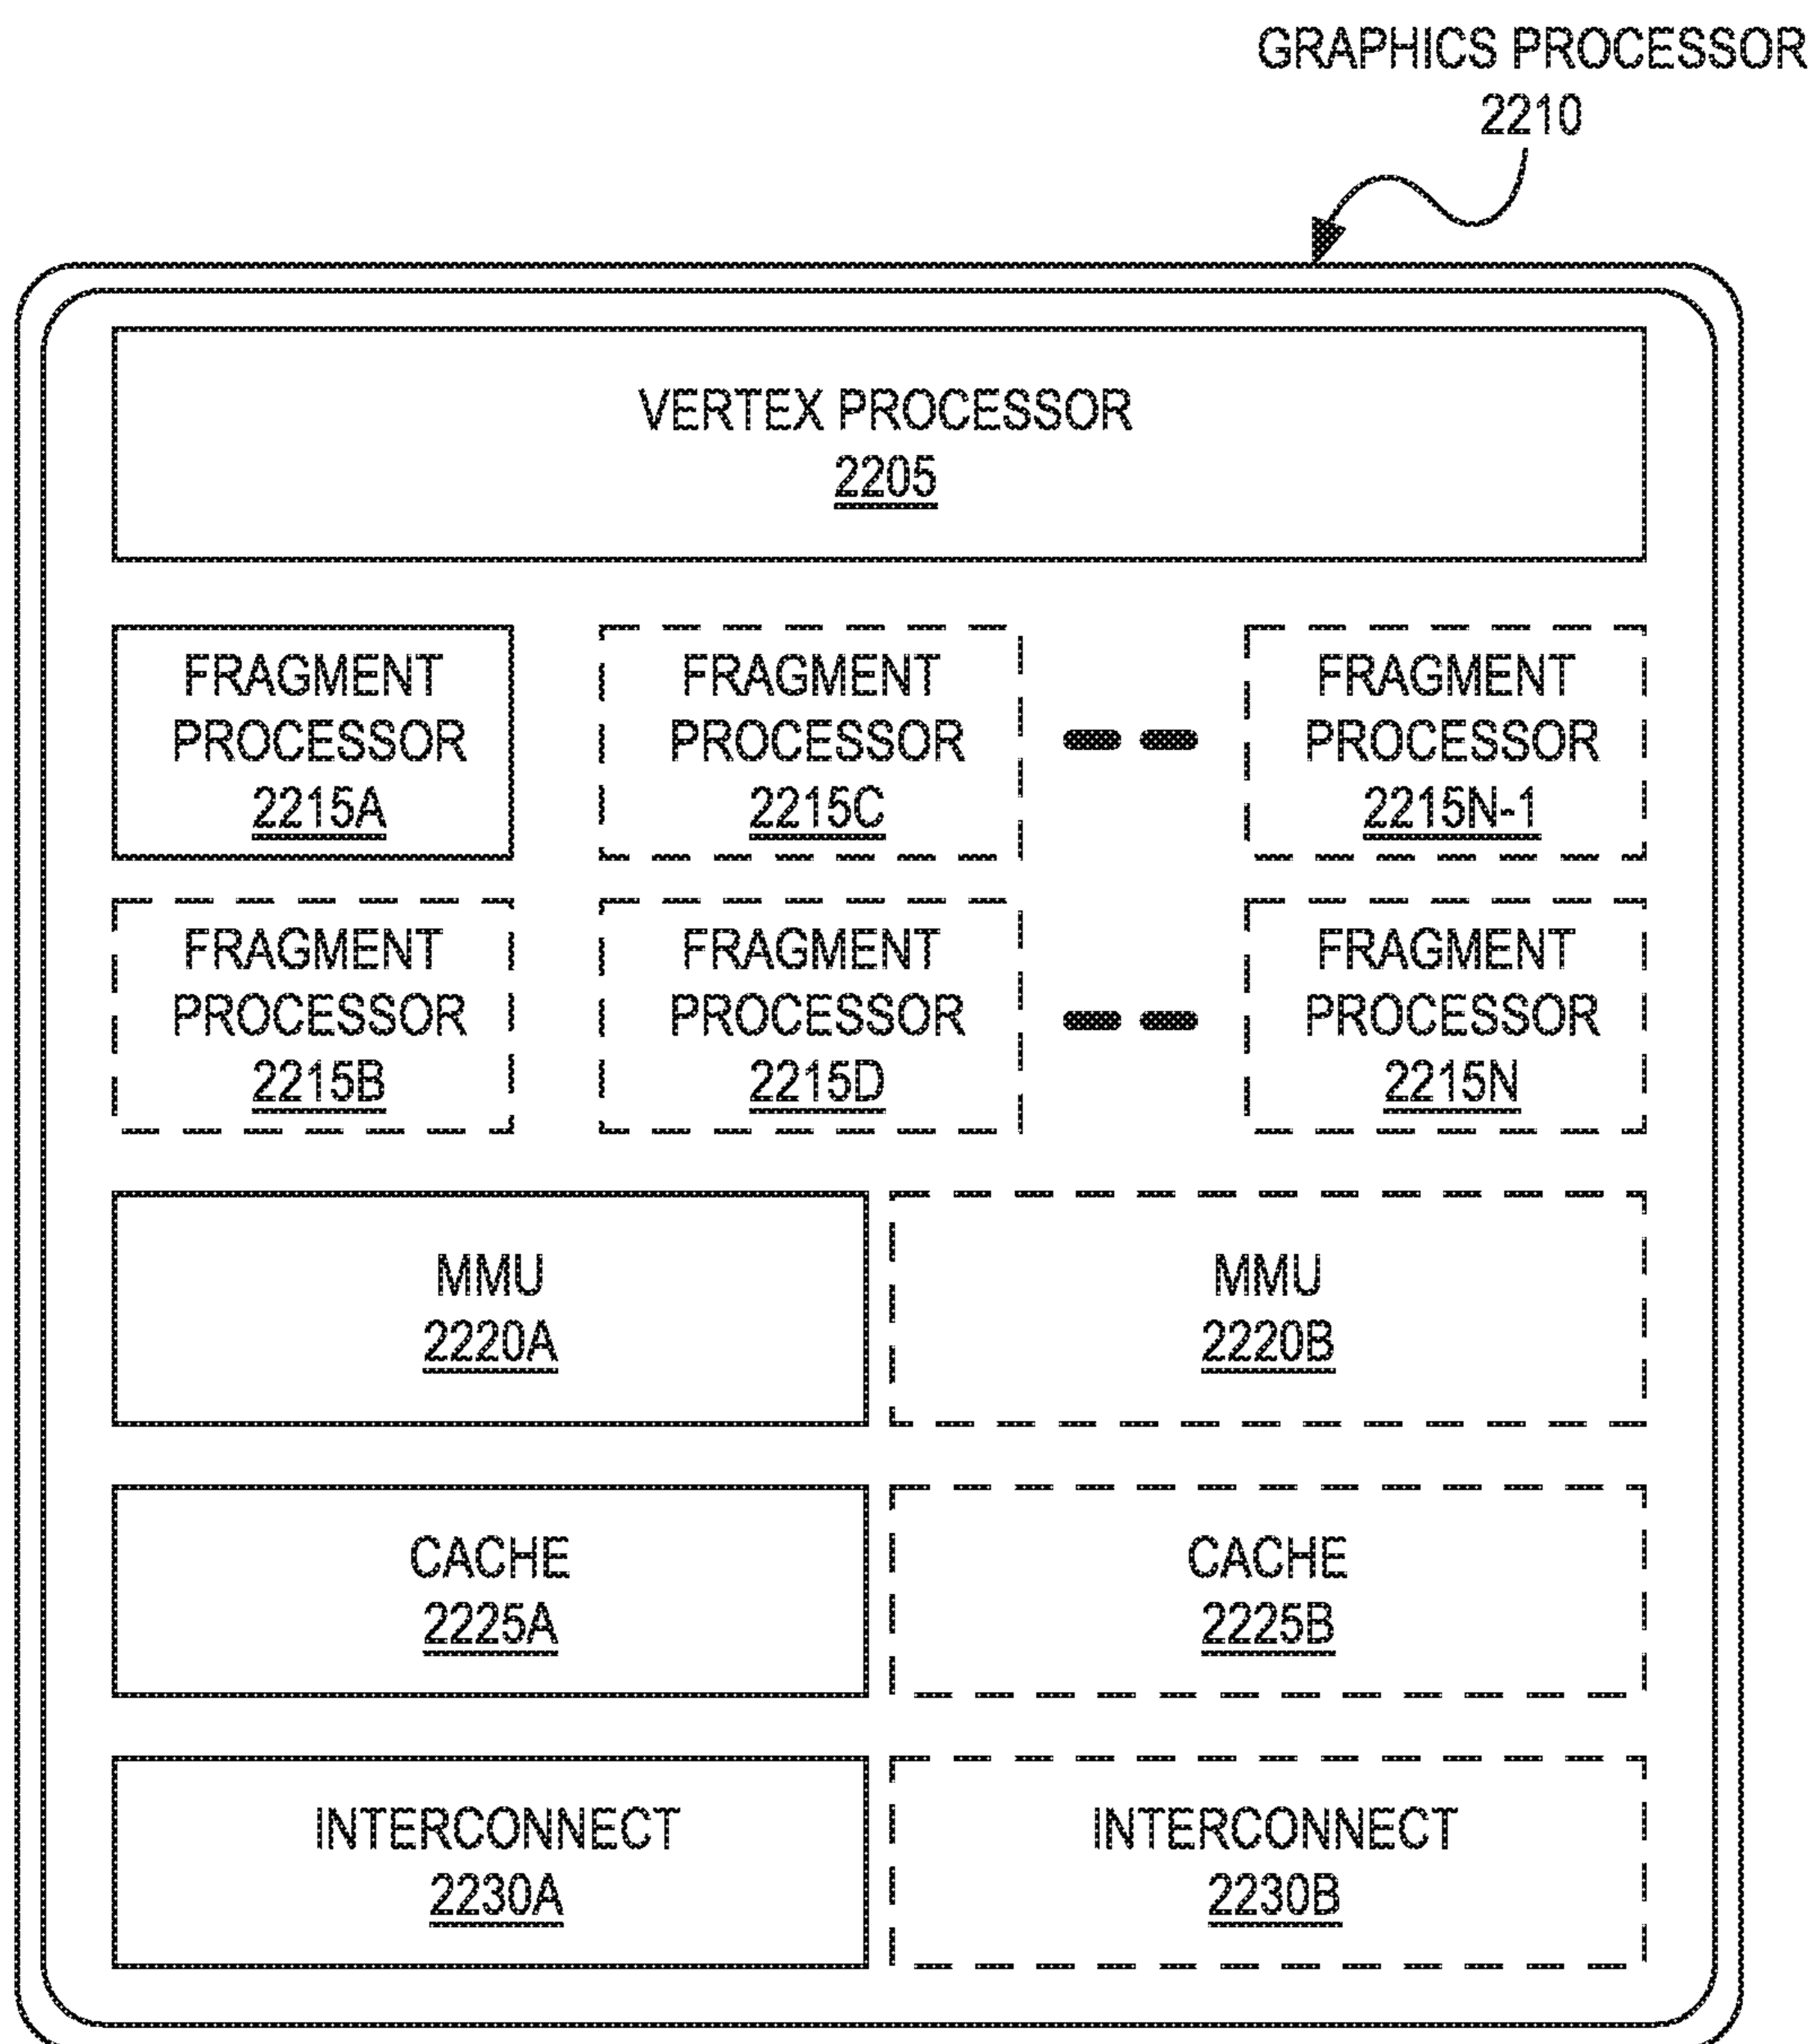 GRAPHICS PROCESSOR
2210
VERTEX PROCESSOR
2205
FRAGMENT
PROCESSOR
2215A
FRAGMENT
PROCESSOR
2215C
FRAGMENT
PROCESSOR
2215N-1
FRAGMENT
PROCESSOR
2215B
FRAGMENT
PROCESSOR
2215D
FRAGMENT
PROCESSOR
2215N
MMU
2220A
MMU
2220B
CACHE
2225A
CACHE
2225B
INTERCONNECT
2230A
INTERCONNECT
2230B